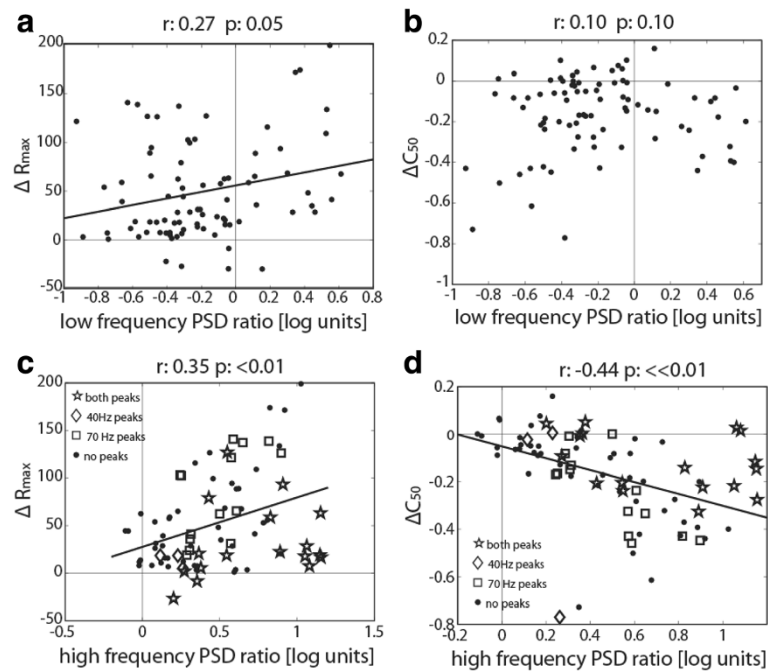 a
r: 0.27 p: 0.05
200
150
100
50
0
50
Δ Rmax
-1 -0.8 -0.6 -0.4 -0.2 0 0.2 0.4 0.6 0.8
low frequency PSD ratio [log units]
b
r: 0.10 p: 0.10
0.2
0
-0.2
-0.4
-0.6
-0.8
-1
ΔC50
-1 -0.8 -0.6 -0.4 -0.2 0 0.2 0.4 0.6
low frequency PSD ratio [log units]
c
r: 0.35 p: <0.01
200
150
100
50
0
-50
Δ Rmax
both peaks
40Hz peaks
70 Hz peaks
no peaks
-0.5 0 0.5 1 1.5
high frequency PSD ratio [log units]
d
r: -0.44 p: <<0.01
0.2
0
-0.2
-0.4
-0.6
-0.8
ΔC50
both peaks
40Hz peaks
70 Hz peaks
no peaks
-0.2 0 0.2 0.4 0.6 0.8 1
high frequency PSD ratio [log units]